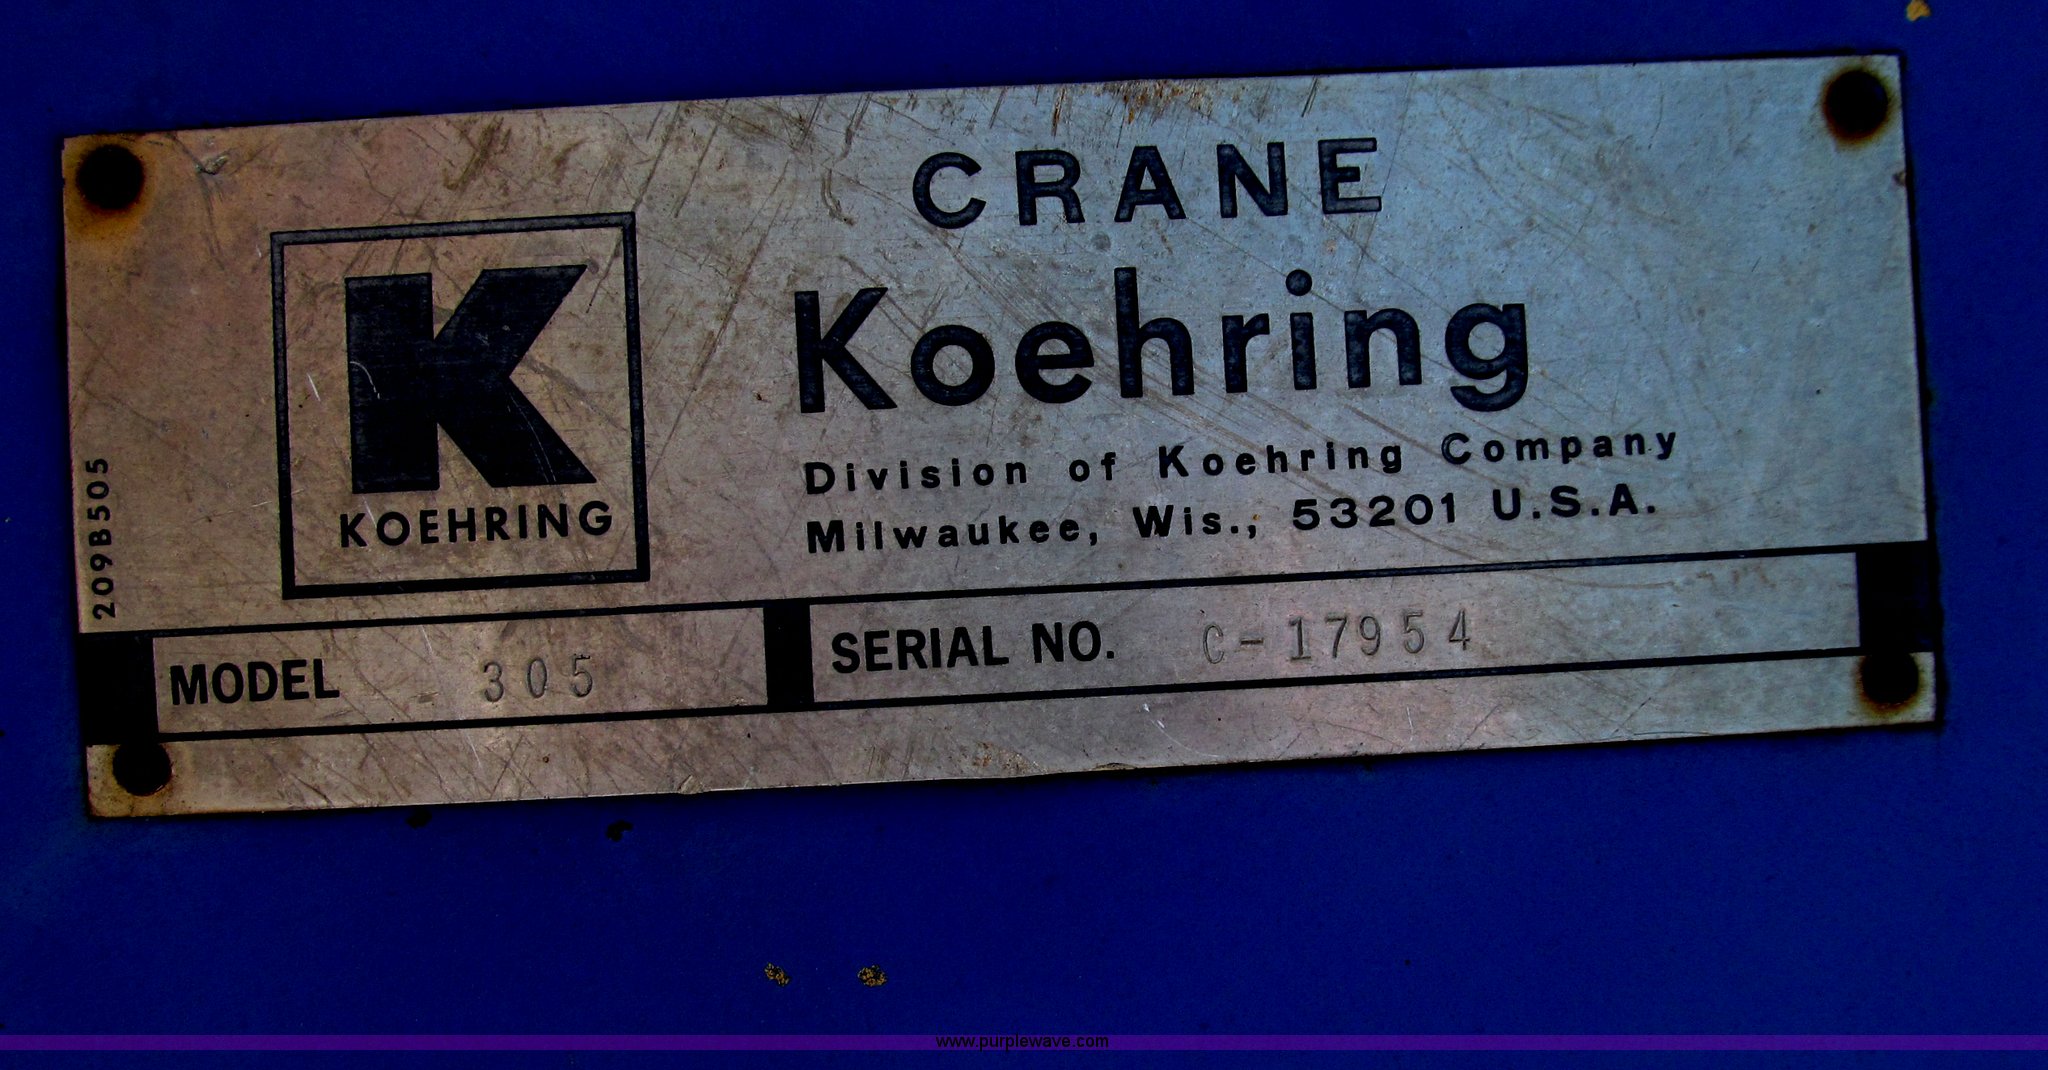 CRANE
Koehring
Division of Koehring Company
Milwaukee, Wis., 53201 U.S.A.
K
KOEHRING
209B505
MODEL 305
SERIAL NO. C-17954
www.purplewave.com